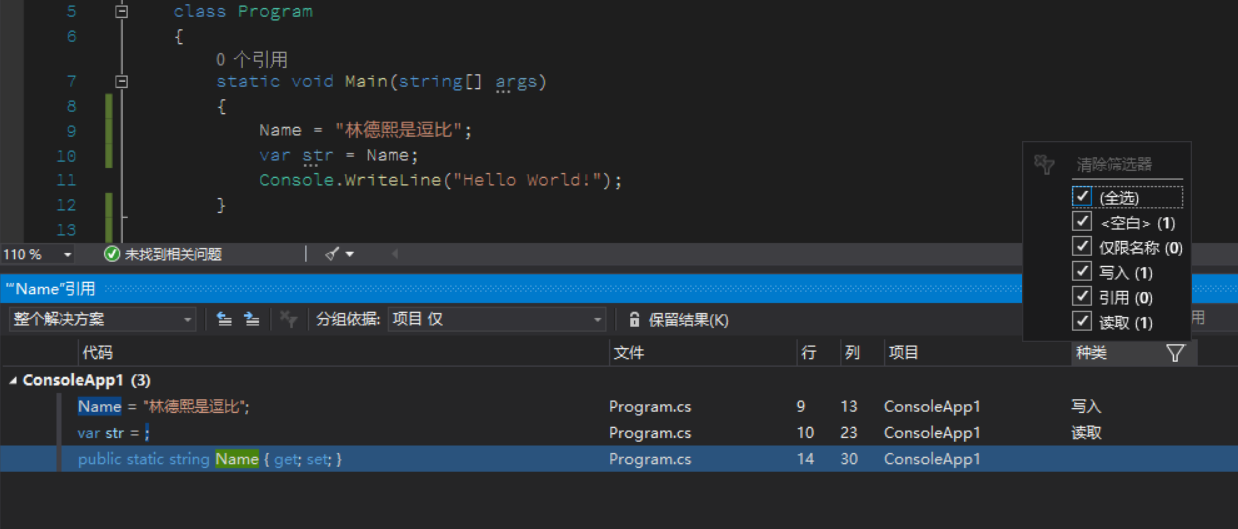 5 class Program
6 {
0 个引用
7 static void Main(string[] args)
8 {
9 Name = "林德熙是逗比";
10 var str = Name;
11 Console.WriteLine("Hello World!");
12 }
13
清除筛选器
(全选)
<空白> (1)
仅限名称 (0)
写入 (1)
引用 (0)
读取 (1)
110 % 未找到相关问题
"“Name”引用
整个解决方案 分组依据: 项目 仅 保留结果(K) 用
代码 文件 行 列 项目 种类
ConsoleApp1 (3)
Name = "林德熙是逗比"; Program.cs 9 13 ConsoleApp1 写入
var str = ; Program.cs 10 23 ConsoleApp1 读取
public static string Name { get; set; } Program.cs 14 30 ConsoleApp1